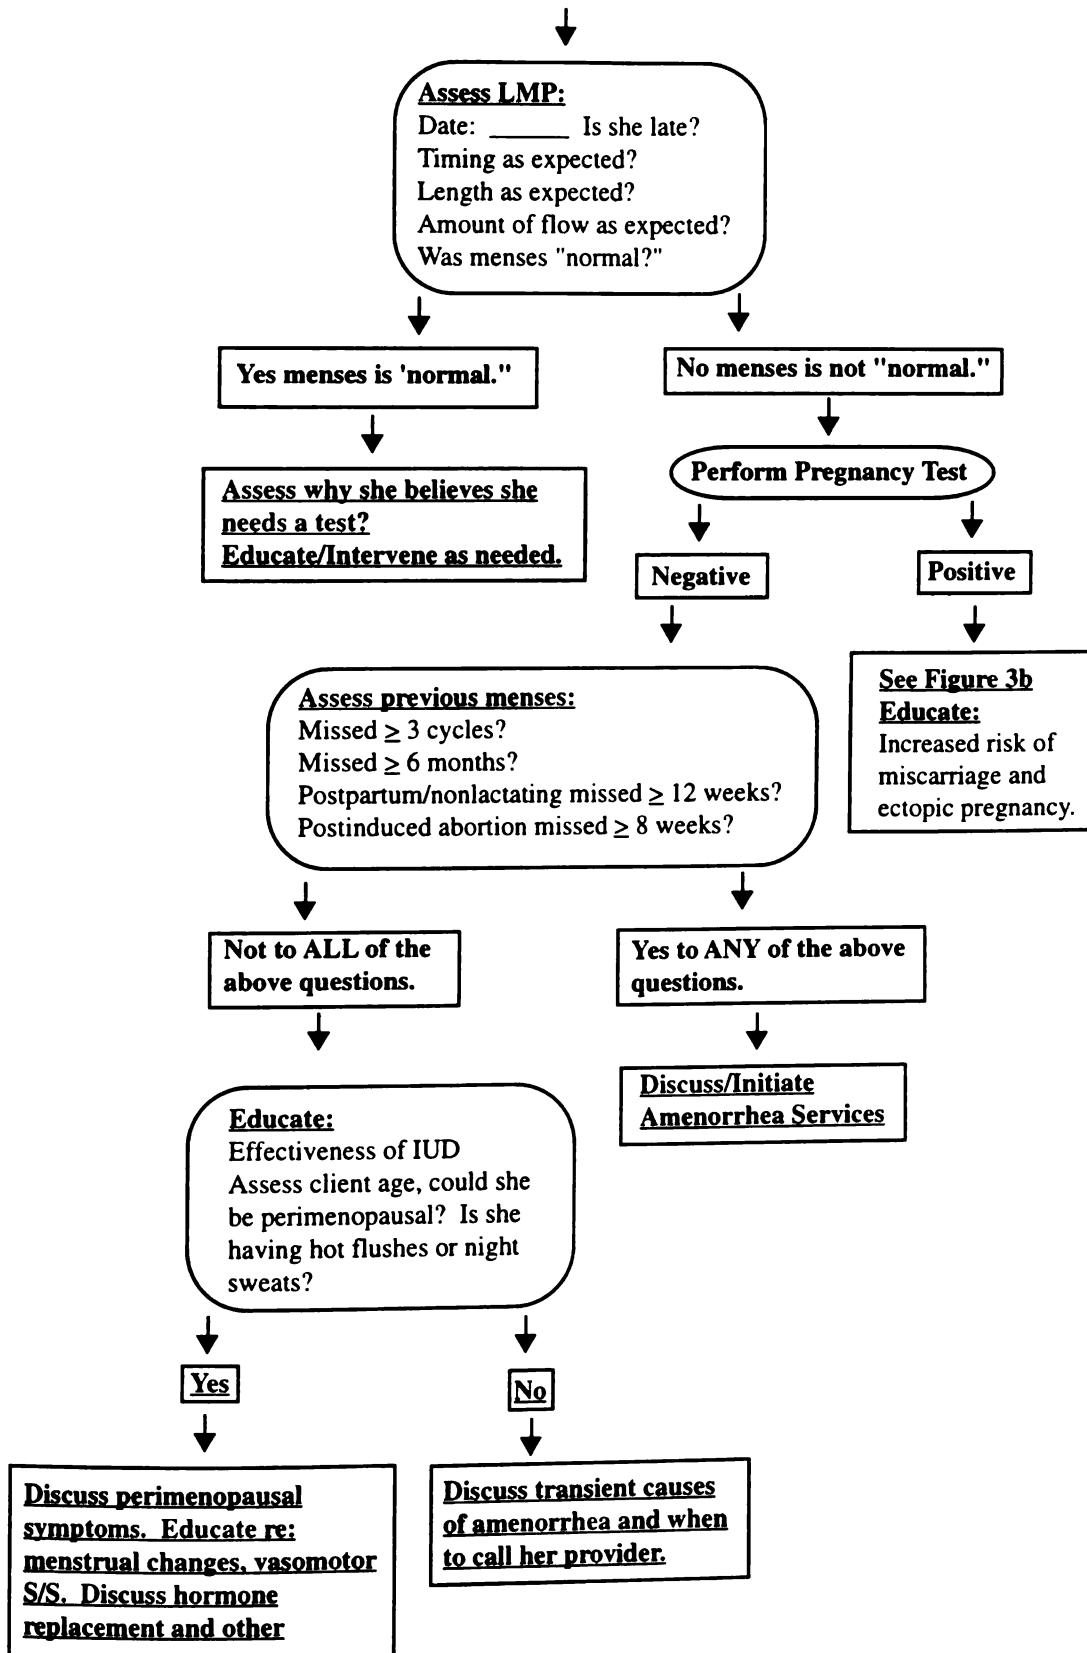 Assess LMP:
Date: ______ Is she late?
Timing as expected?
Length as expected?
Amount of flow as expected?
Was menses "normal?"
Yes menses is 'normal."
No menses is not "normal."
Assess why she believes she
needs a test?
Educate/Intervene as needed.
Perform Pregnancy Test
Negative
Positive
See Figure 3b
Educate:
Increased risk of
miscarriage and
ectopic pregnancy.
Assess previous menses:
Missed ≥ 3 cycles?
Missed ≥ 6 months?
Postpartum/nonlactating missed ≥ 12 weeks?
Postinduced abortion missed ≥ 8 weeks?
Not to ALL of the
above questions.
Yes to ANY of the above
questions.
Discuss/Initiate
Amenorrhea Services
Educate:
Effectiveness of IUD
Assess client age, could she
be perimenopausal? Is she
having hot flushes or night
sweats?
Yes
No
Discuss perimenopausal
symptoms. Educate re:
menstrual changes, vasomotor
S/S. Discuss hormone
replacement and other
Discuss transient causes
of amenorrhea and when
to call her provider.